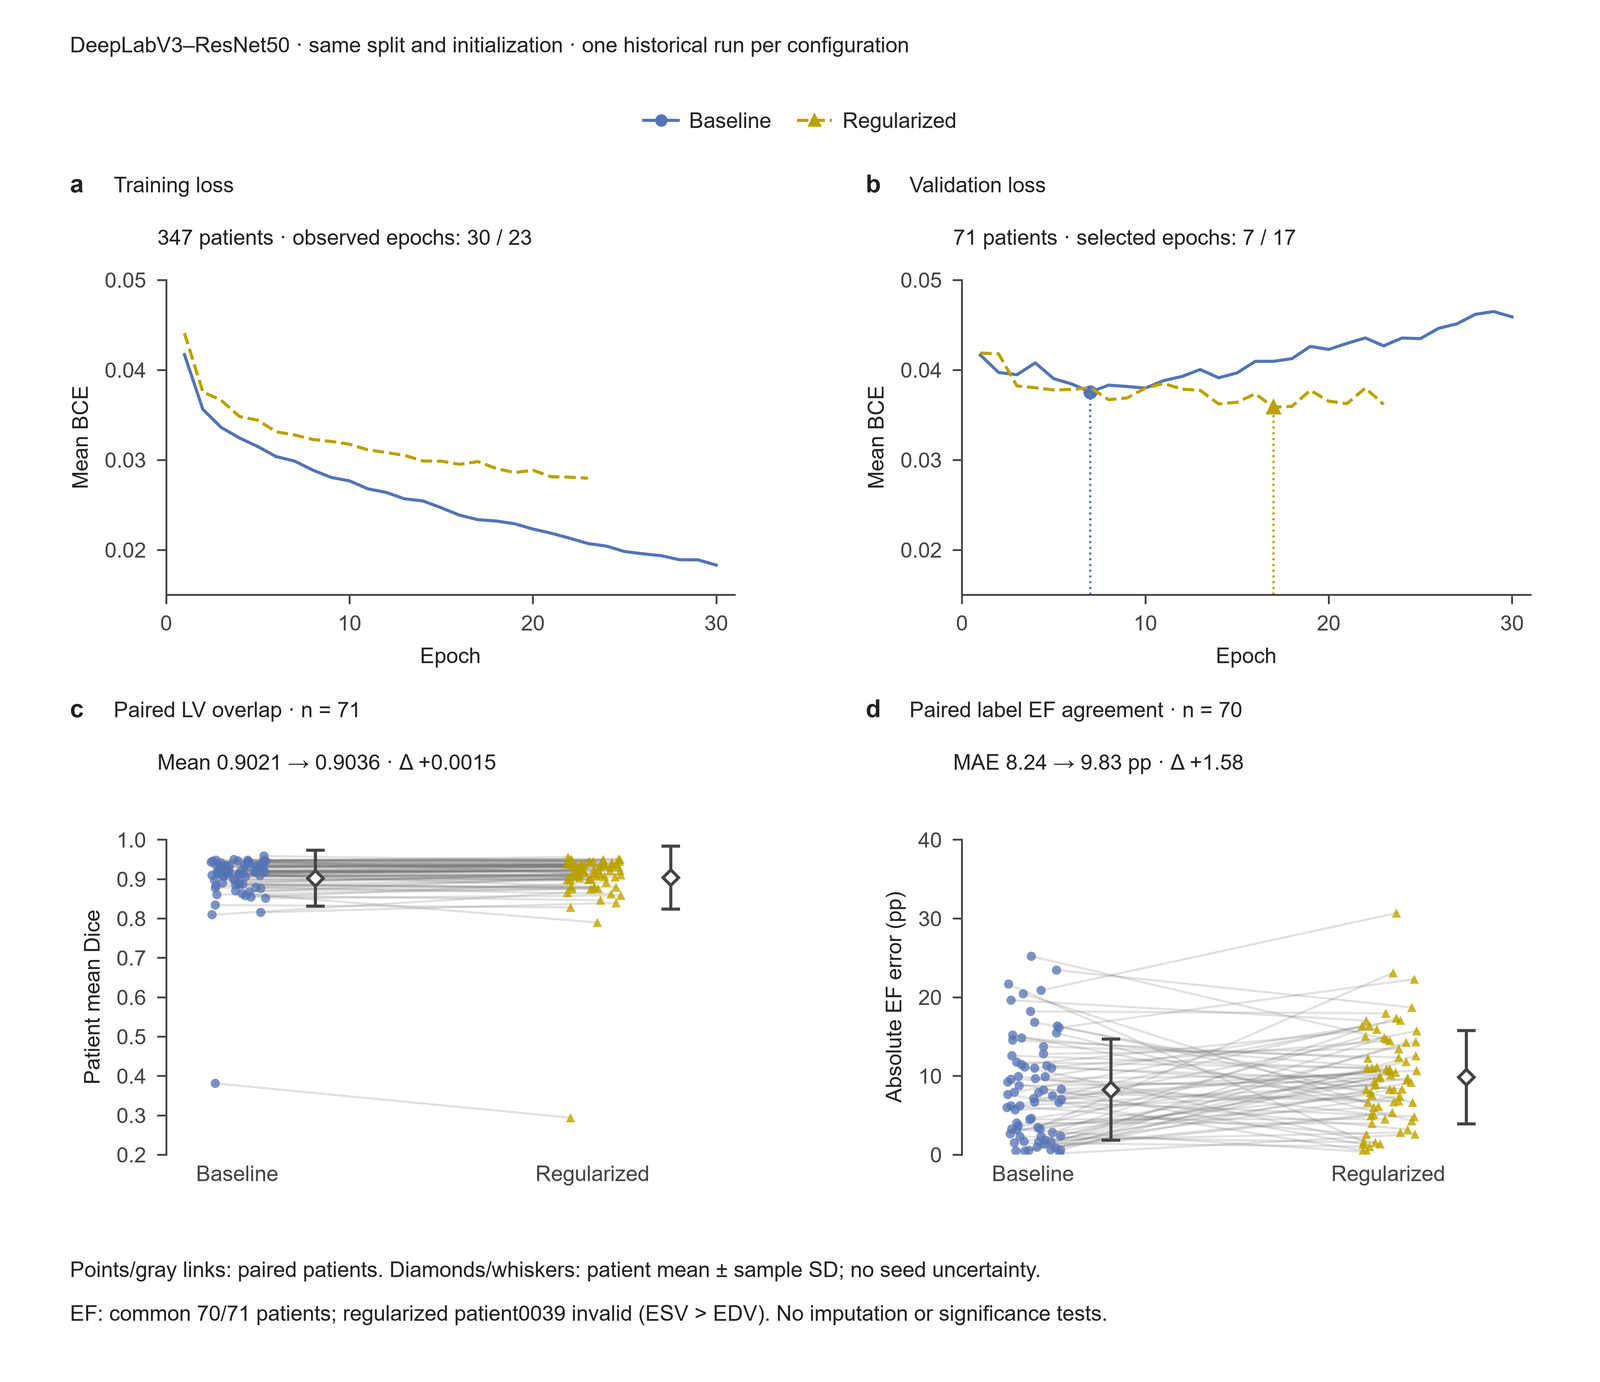 DeepLabV3–ResNet50 · same split and initialization · one historical run per configuration
Baseline
Regularized
a Training loss
347 patients · observed epochs: 30 / 23
0.05
0.04
0.03
0.02
Mean BCE
0 10 20 30
Epoch
b Validation loss
71 patients · selected epochs: 7 / 17
0.05
0.04
0.03
0.02
Mean BCE
0 10 20 30
Epoch
c Paired LV overlap · n = 71
Mean 0.9021 → 0.9036 · Δ +0.0015
1.0
0.9
0.8
0.7
0.6
0.5
0.4
0.3
0.2
Patient mean Dice
Baseline Regularized
d Paired label EF agreement · n = 70
MAE 8.24 → 9.83 pp · Δ +1.58
40
30
20
10
0
Absolute EF error (pp)
Baseline Regularized
Points/gray links: paired patients. Diamonds/whiskers: patient mean ± sample SD; no seed uncertainty.
EF: common 70/71 patients; regularized patient0039 invalid (ESV > EDV). No imputation or significance tests.